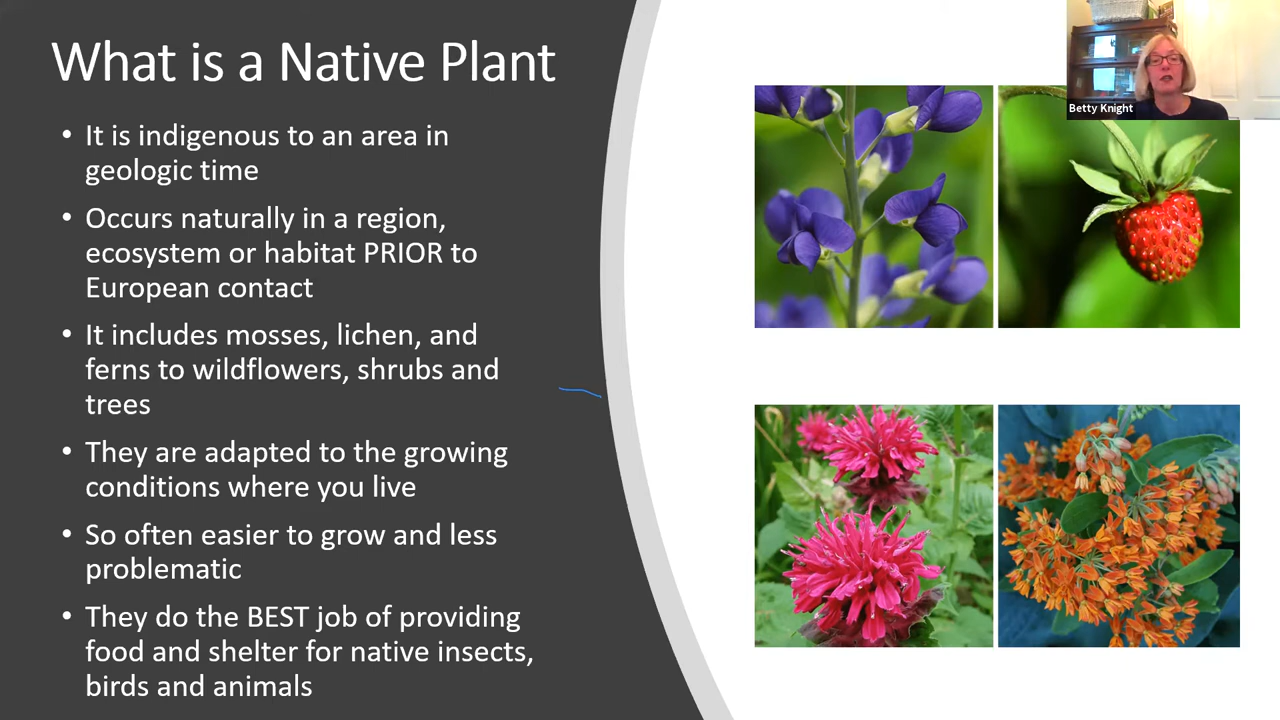 What is a Native Plant
• It is indigenous to an area in
geologic time
• Occurs naturally in a region,
ecosystem or habitat PRIOR to
European contact
• It includes mosses, lichen, and
ferns to wildflowers, shrubs and
trees
• They are adapted to the growing
conditions where you live
• So often easier to grow and less
problematic
• They do the BEST job of providing
food and shelter for native insects,
birds and animals
Betty Knight